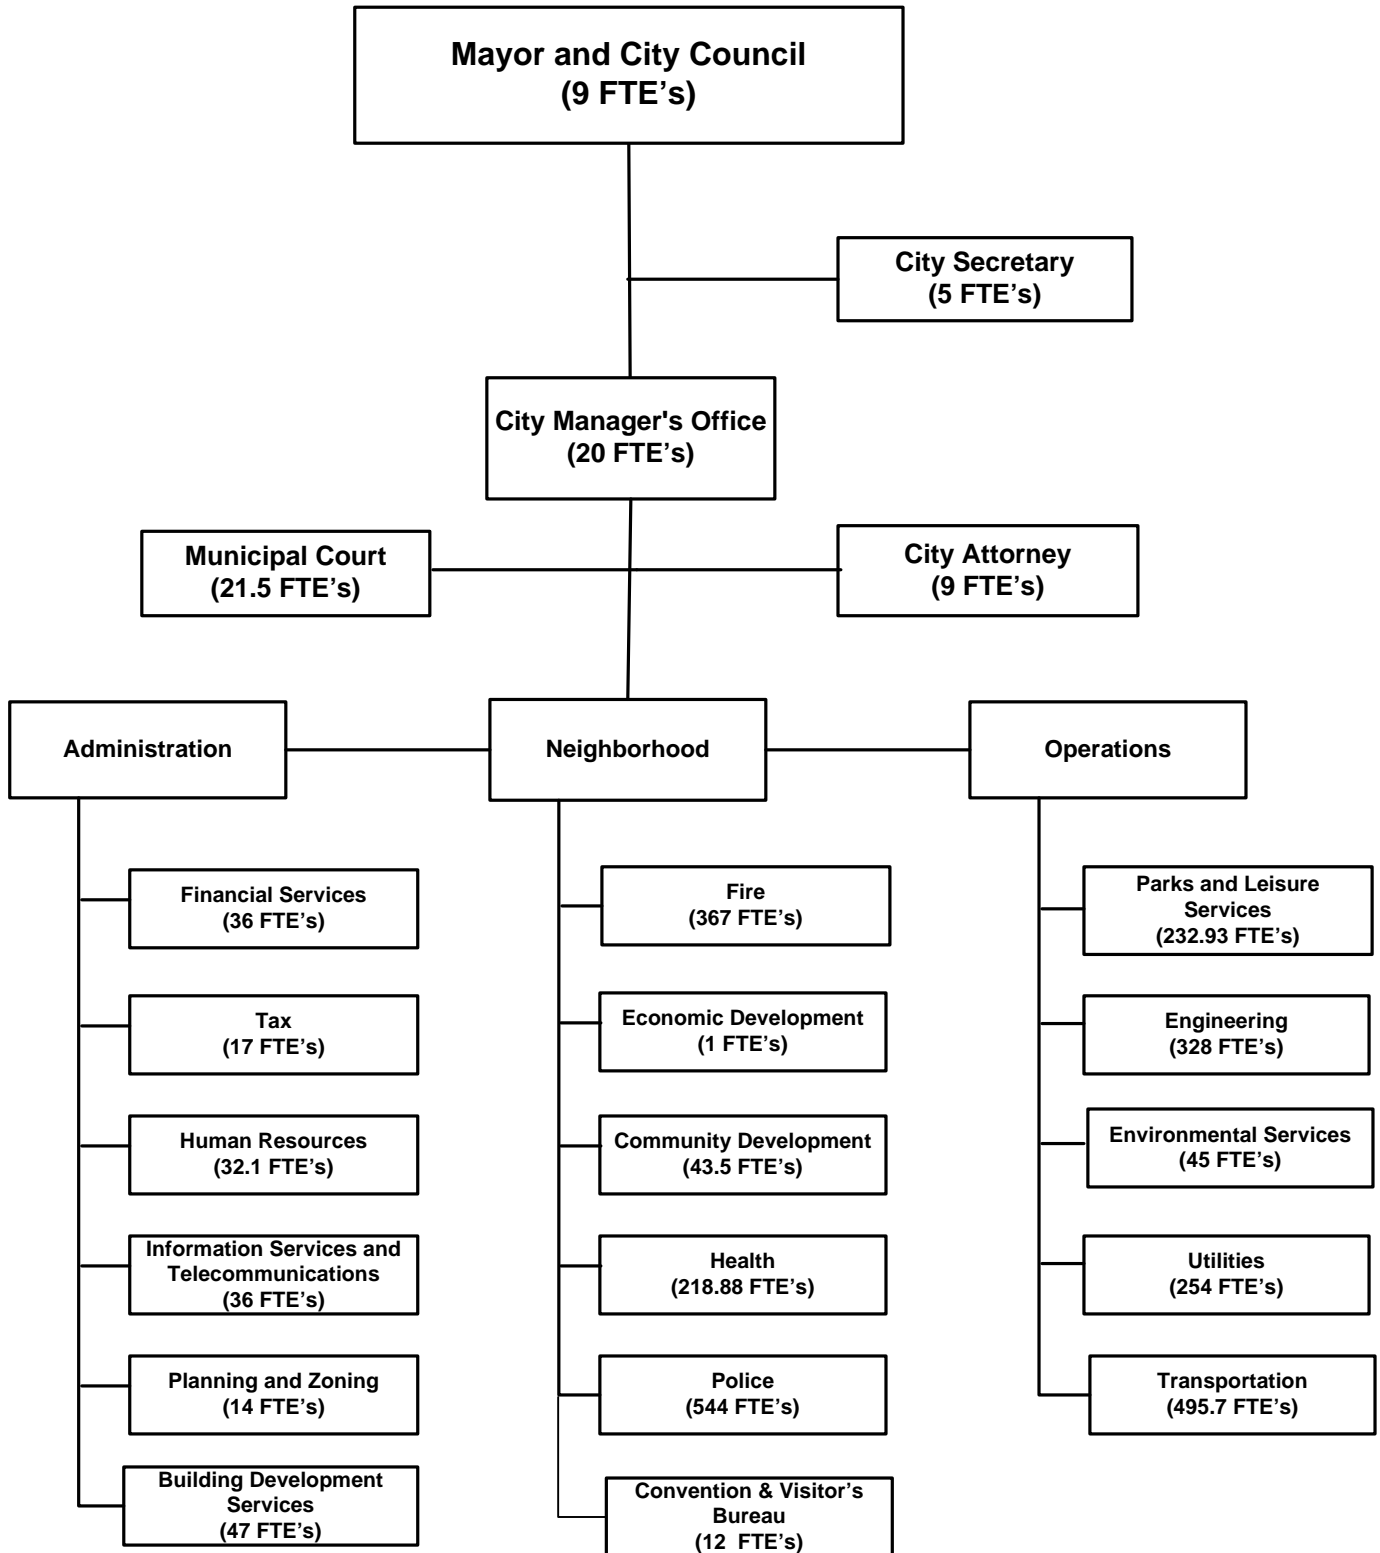 Mayor and City Council
(9 FTE’s)
City Secretary
(5 FTE’s)
City Manager's Office
(20 FTE’s)
Municipal Court
(21.5 FTE’s)
City Attorney
(9 FTE’s)
Administration
Neighborhood
Operations
Financial Services
(36 FTE’s)
Tax
(17 FTE’s)
Human Resources
(32.1 FTE’s)
Information Services and
Telecommunications
(36 FTE’s)
Planning and Zoning
(14 FTE’s)
Building Development
Services
(47 FTE’s)
Fire
(367 FTE’s)
Economic Development
(1 FTE’s)
Community Development
(43.5 FTE’s)
Health
(218.88 FTE’s)
Police
(544 FTE’s)
Convention & Visitor’s
Bureau
(12 FTE’s)
Parks and Leisure
Services
(232.93 FTE’s)
Engineering
(328 FTE’s)
Environmental Services
(45 FTE’s)
Utilities
(254 FTE’s)
Transportation
(495.7 FTE’s)